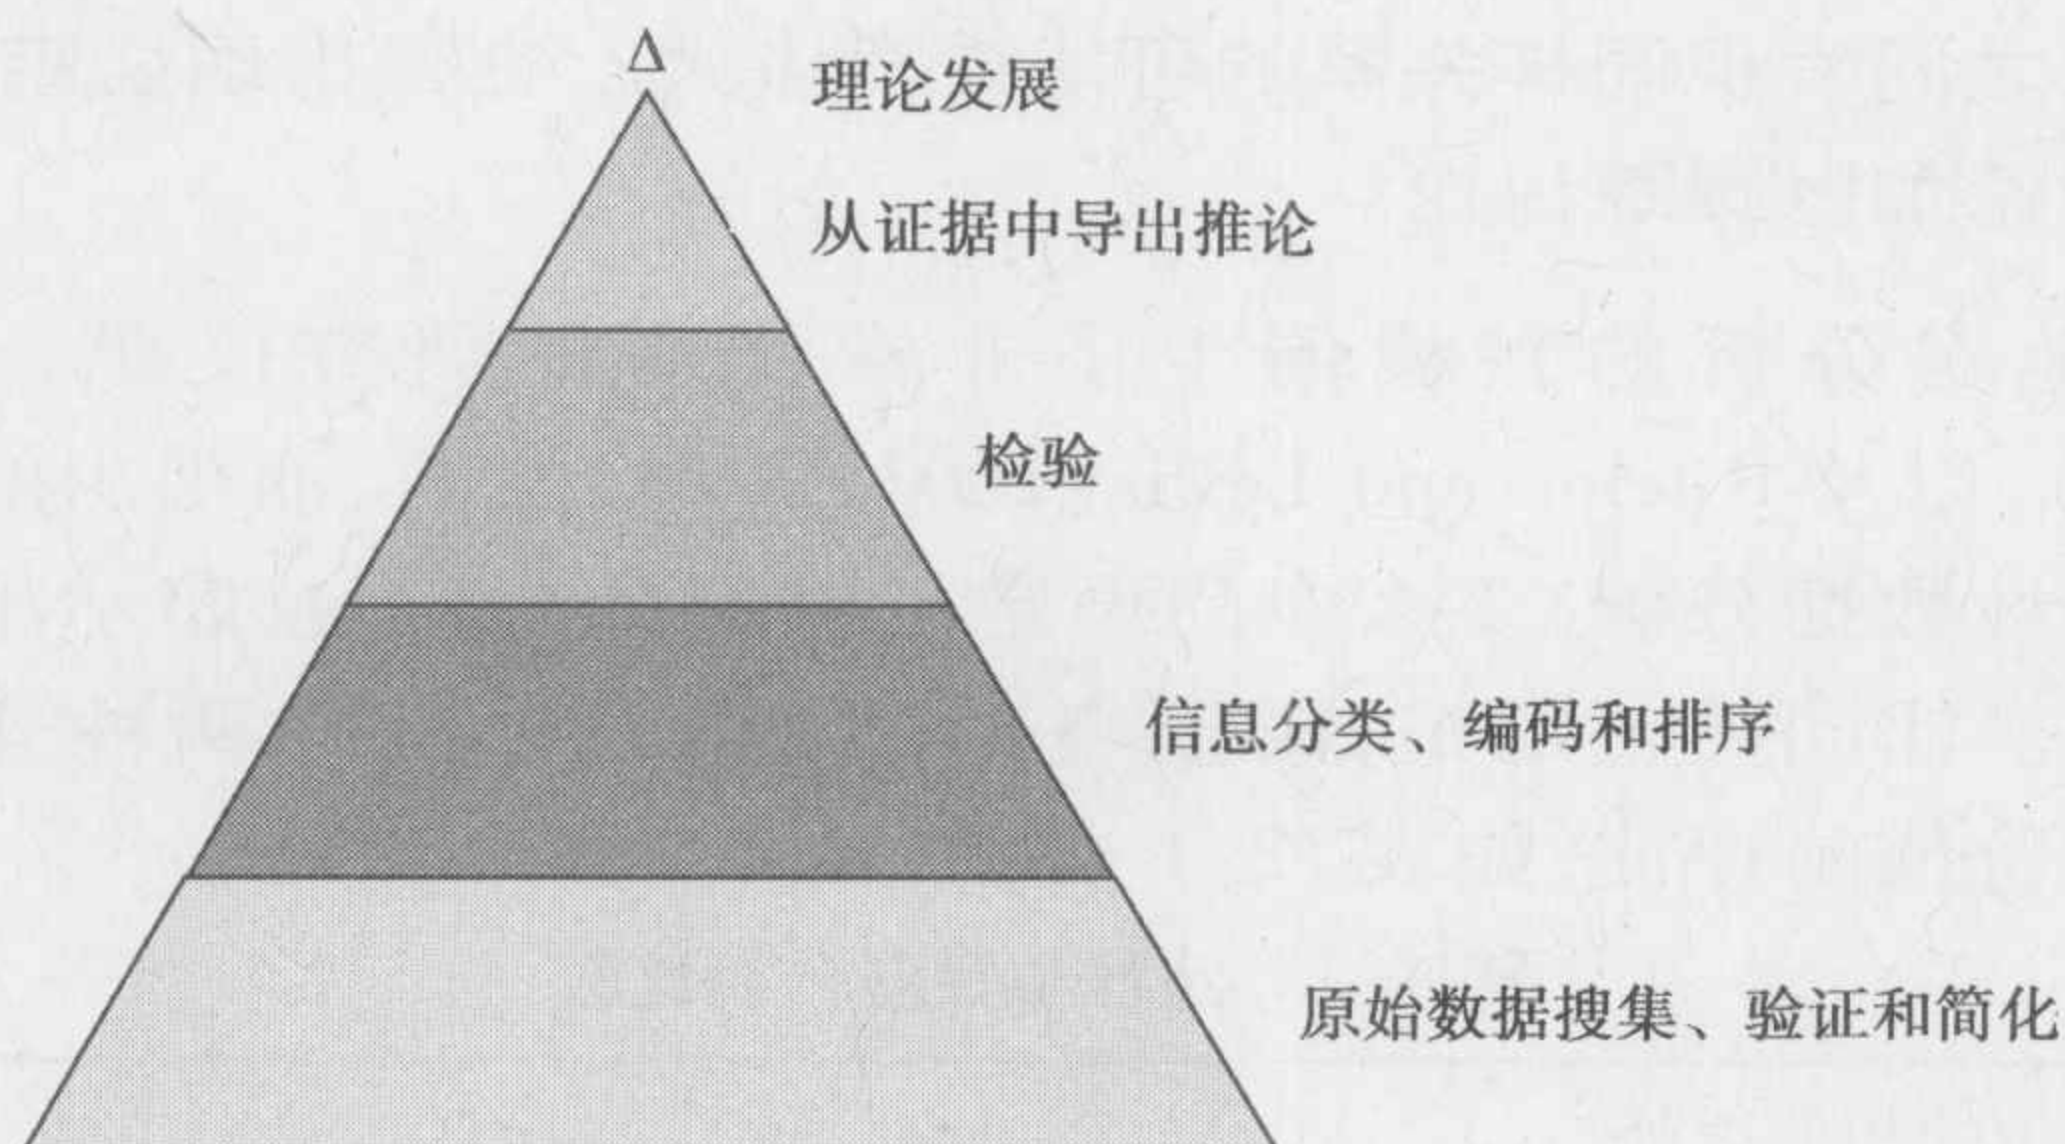 Δ
理论发展
从证据中导出推论
检验
信息分类、编码和排序
原始数据搜集、验证和简化